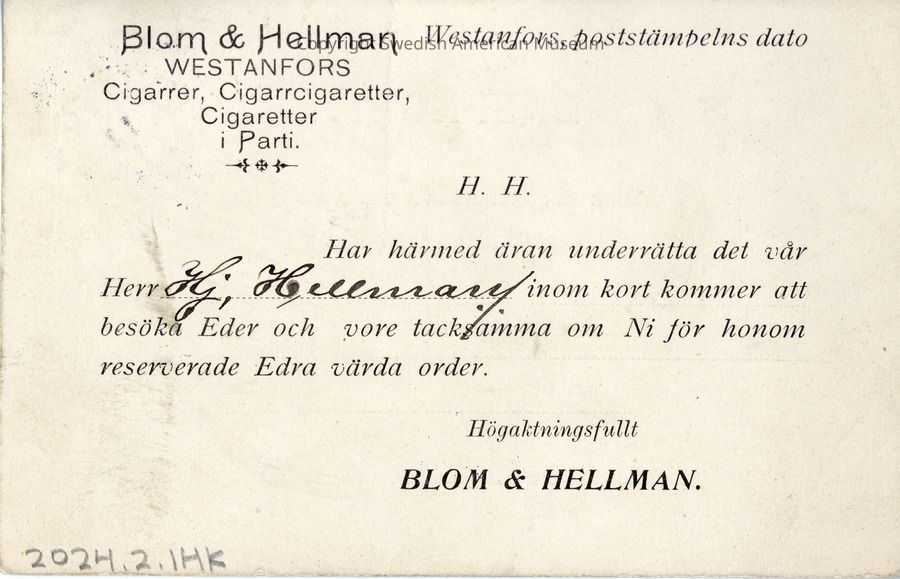 Blom & Hellman
WESTANFORS
Cigarrer, Cigarrcigaretter,
Cigaretter
i Parti.
Westanfors, poststämpelns dato
Copyright Swedish American Museum
H. H.
Har härmed äran underrätta det vår
Herr Hj, Hellman inom kort kommer att
besöka Eder och vore tacksamma om Ni för honom
reserverade Edra värda order.
Högaktningsfullt
BLOM & HELLMAN.
2024.2.1HK